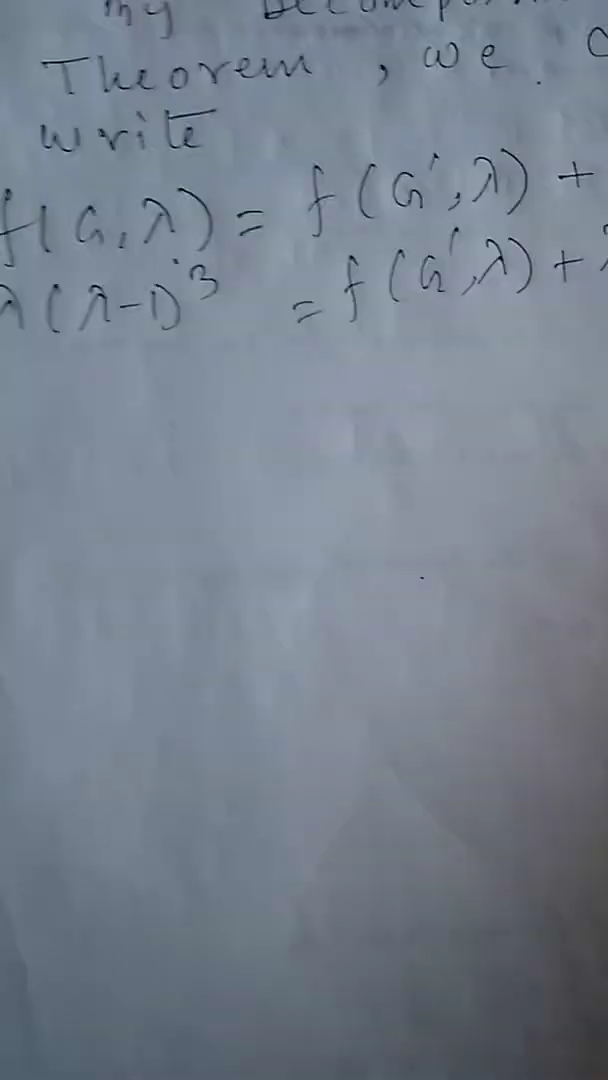 Theorem, we
write
f(G,λ) = f(G',λ) +
λ(λ-1)³ = f(G',λ) +